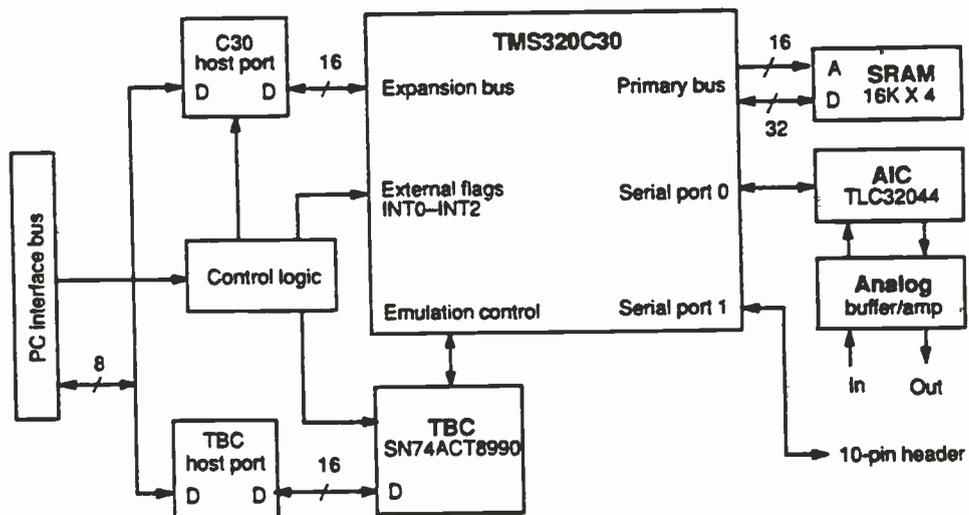 C30
host port
D D
16
TMS320C30
Expansion bus
Primary bus
16
32
A
D
SRAM
16K X 4
External flags
INT0–INT2
Serial port 0
AIC
TLC32044
PC interface bus
Control logic
Analog
buffer/amp
Emulation control
Serial port 1
8
In
Out
TBC
host port
D D
16
TBC
SN74ACT8990
D
10-pin header